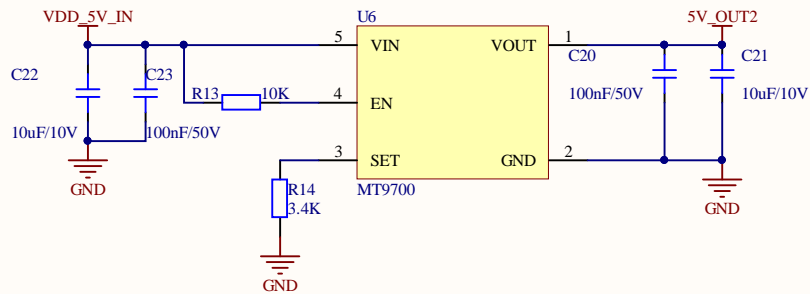 VDD_5V_IN
U6
5V_OUT2
5
VIN
VOUT
1
C22
C23
C20
C21
R13
10K
4
EN
100nF/50V
10uF/10V
10uF/10V
100nF/50V
3
SET
GND
2
GND
R14
MT9700
3.4K
GND
GND